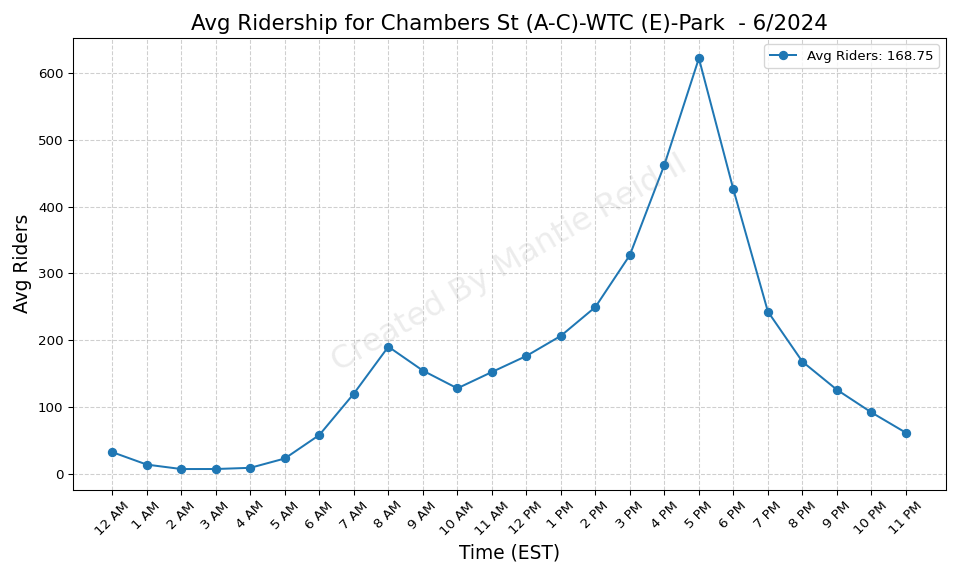 Avg Ridership for Chambers St (A-C)-WTC (E)-Park - 6/2024
Avg Riders: 168.75
600
500
400
300
200
100
0
Avg Riders
Created By Mantle Reid II
12 AM
1 AM
2 AM
3 AM
4 AM
5 AM
6 AM
7 AM
8 AM
9 AM
10 AM
11 AM
12 PM
1 PM
2 PM
3 PM
4 PM
5 PM
6 PM
7 PM
8 PM
9 PM
10 PM
11 PM
Time (EST)